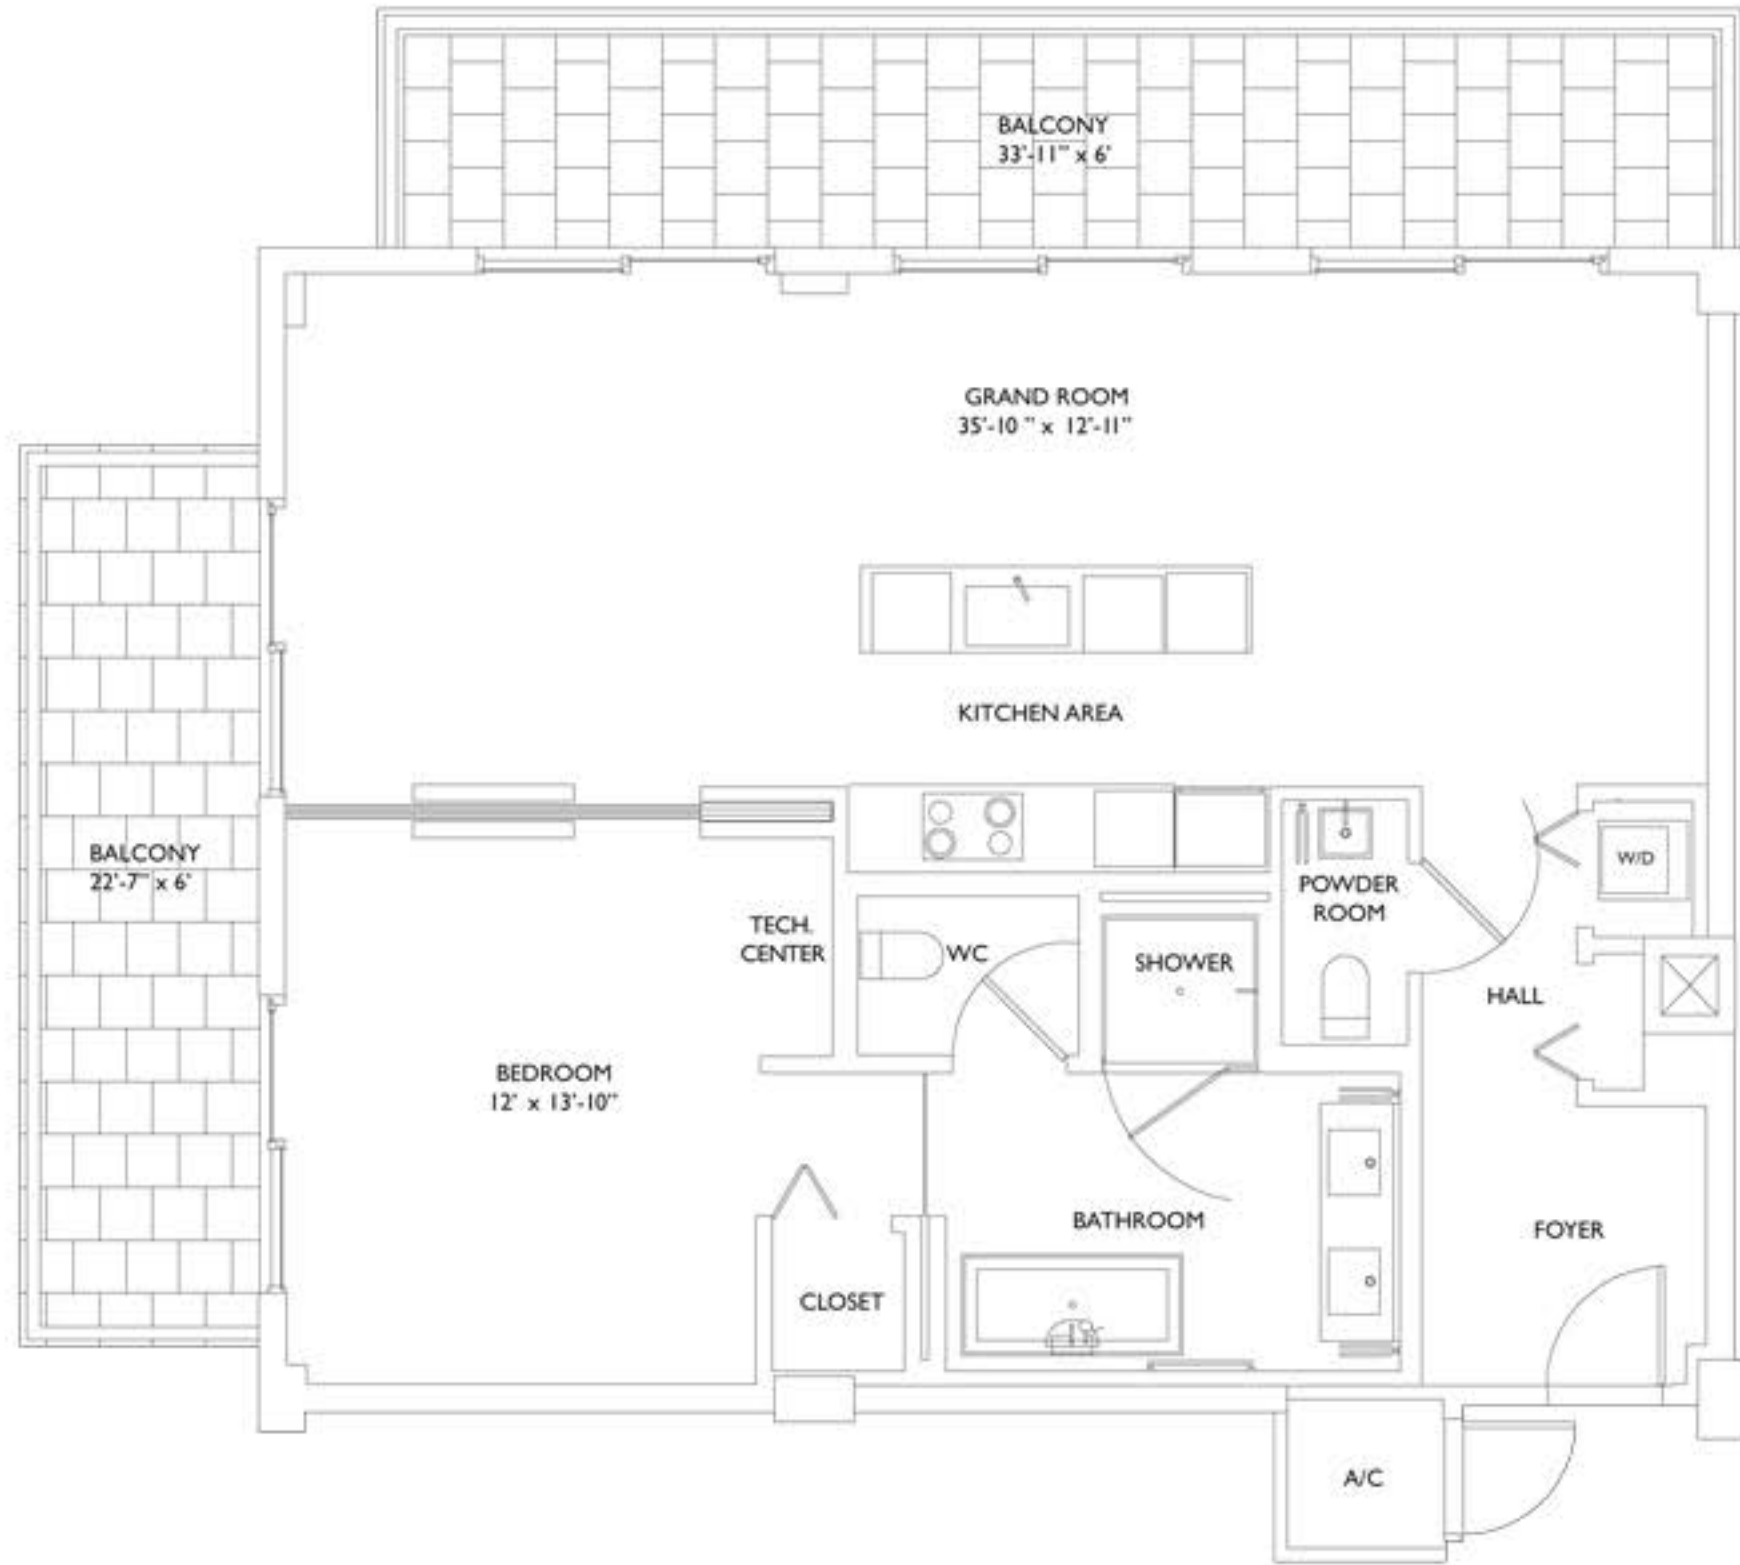 BALCONY
33'-11" x 6'
GRAND ROOM
35'-10 " x 12'-11"
KITCHEN AREA
BALCONY
22'-7" x 6'
TECH.
CENTER
WC
SHOWER
POWDER
ROOM
W/D
HALL
BEDROOM
12' x 13'-10"
BATHROOM
FOYER
CLOSET
A/C